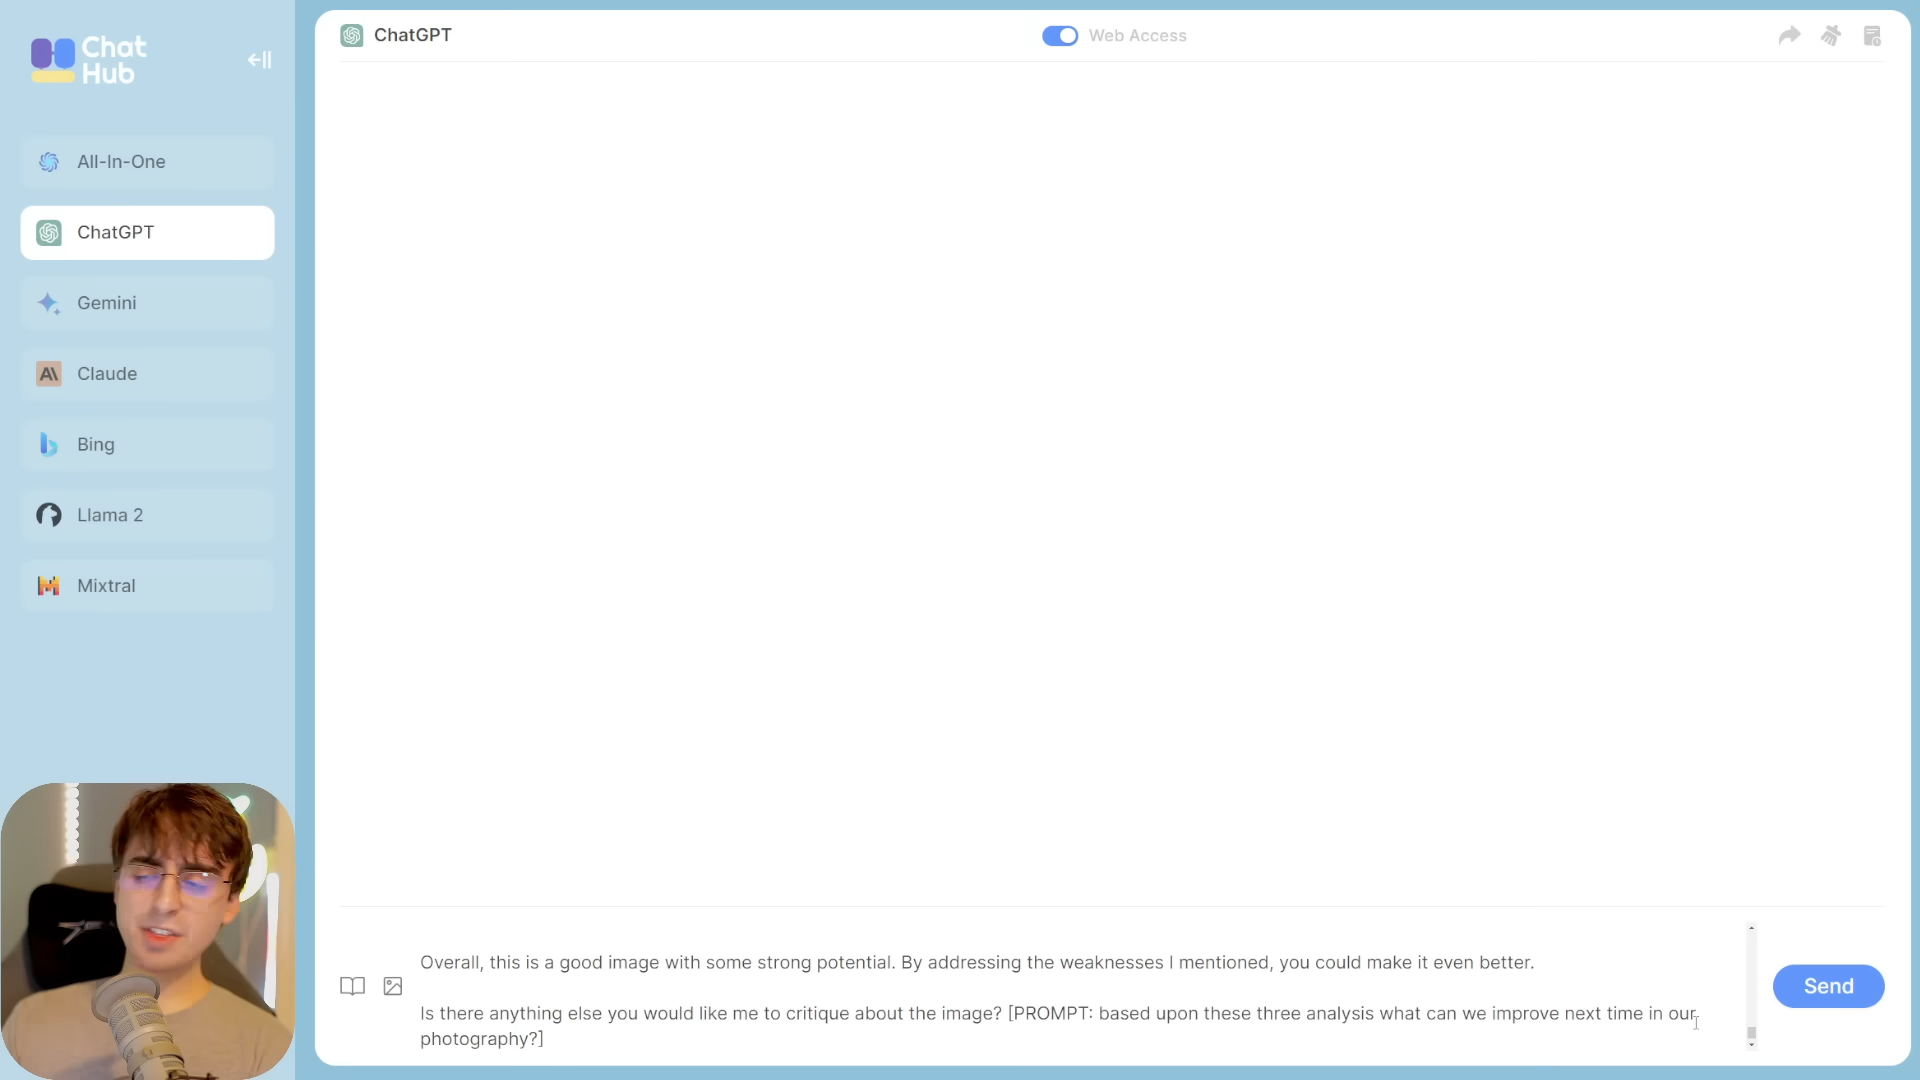 Chat
Hub
All-In-One
ChatGPT
Gemini
Claude
Bing
Llama 2
Mixtral
ChatGPT
Web Access
Overall, this is a good image with some strong potential. By addressing the weaknesses I mentioned, you could make it even better.
Is there anything else you would like me to critique about the image? [PROMPT: based upon these three analysis what can we improve next time in our
photography?]
Send